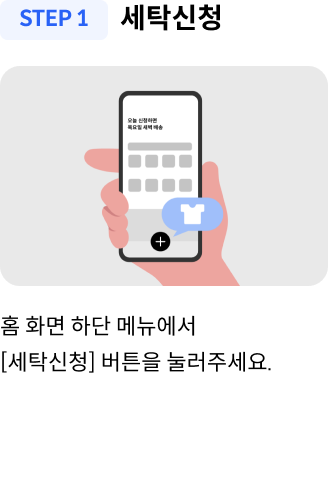 STEP 1 세탁신청
오늘 신청하면
목요일 새벽 배송
홈 화면 하단 메뉴에서
[세탁신청] 버튼을 눌러주세요.